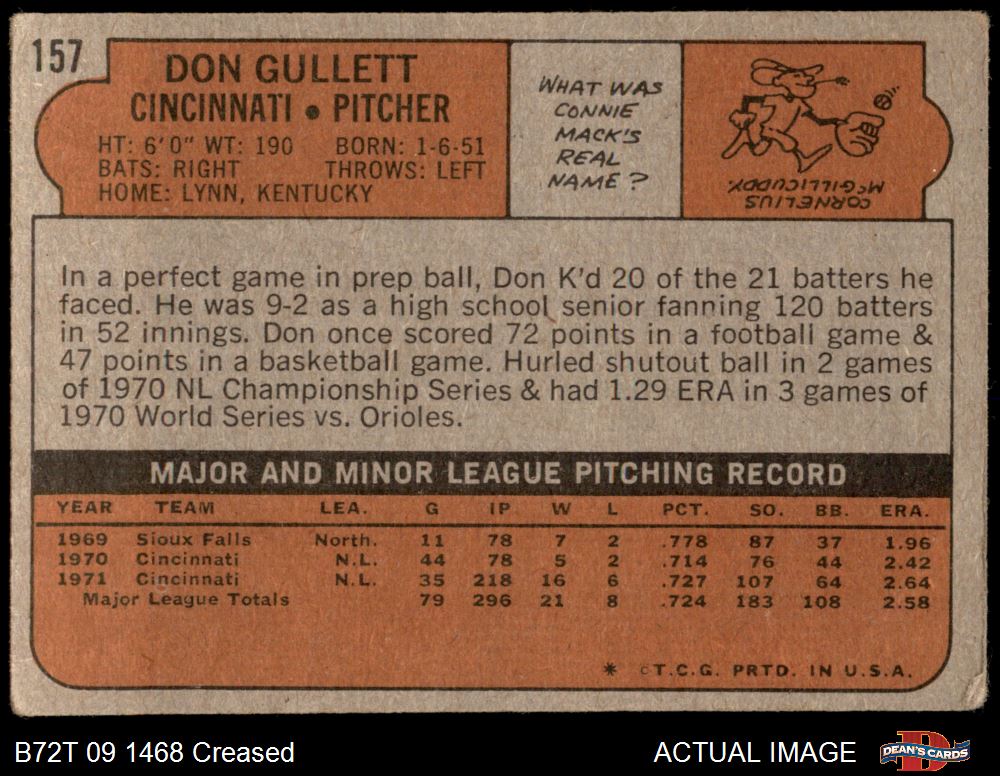 157
DON GULLETT
CINCINNATI • PITCHER
HT: 6'0" WT: 190 BORN: 1-6-51
BATS: RIGHT THROWS: LEFT
HOME: LYNN, KENTUCKY
WHAT WAS
CONNIE
MACK'S
REAL
NAME?
CORNELIUS
McGILLICUDDY
In a perfect game in prep ball, Don K'd 20 of the 21 batters he
faced. He was 9-2 as a high school senior fanning 120 batters
in 52 innings. Don once scored 72 points in a football game &
47 points in a basketball game. Hurled shutout ball in 2 games
of 1970 NL Championship Series & had 1.29 ERA in 3 games of
1970 World Series vs. Orioles.
MAJOR AND MINOR LEAGUE PITCHING RECORD
YEAR TEAM LEA. G IP W L PCT. SO. BB. ERA.
1969 Sioux Falls North. 11 78 7 2 .778 87 37 1.96
1970 Cincinnati N.L. 44 78 5 2 .714 76 44 2.42
1971 Cincinnati N.L. 35 218 16 6 .727 107 64 2.64
Major League Totals 79 296 21 8 .724 183 108 2.58
* ©T.C.G. PRTD. IN U.S.A.
B72T 09 1468 Creased
ACTUAL IMAGE
DEAN'S CARDS